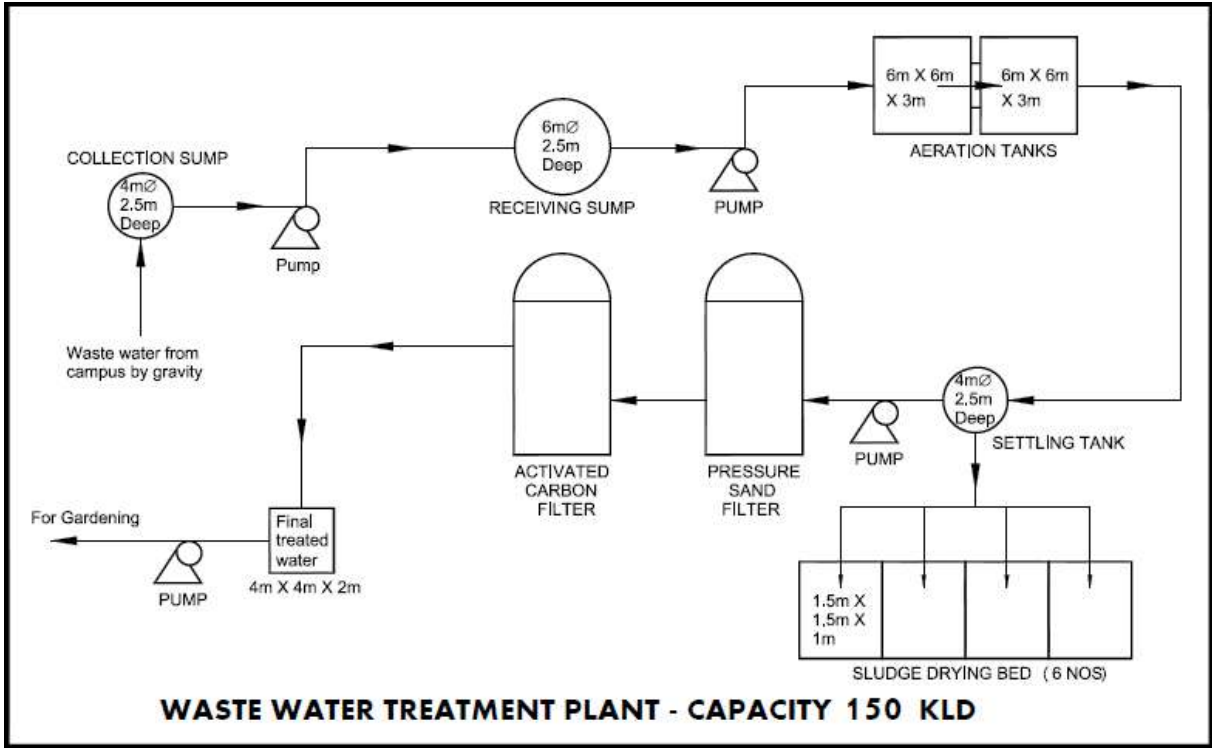 COLLECTION SUMP
4m∅
2.5m
Deep
Pump
Waste water from
campus by gravity
6m∅
2.5m
Deep
RECEIVING SUMP
PUMP
6m X 6m
X 3m
6m X 6m
X 3m
AERATION TANKS
4m∅
2.5m
Deep
SETTLING TANK
PUMP
PRESSURE
SAND
FILTER
ACTIVATED
CARBON
FILTER
Final
treated
water
4m X 4m X 2m
PUMP
For Gardening
1.5m X
1.5m X
1m
SLUDGE DRYING BED ( 6 NOS)
WASTE WATER TREATMENT PLANT - CAPACITY 150 KLD